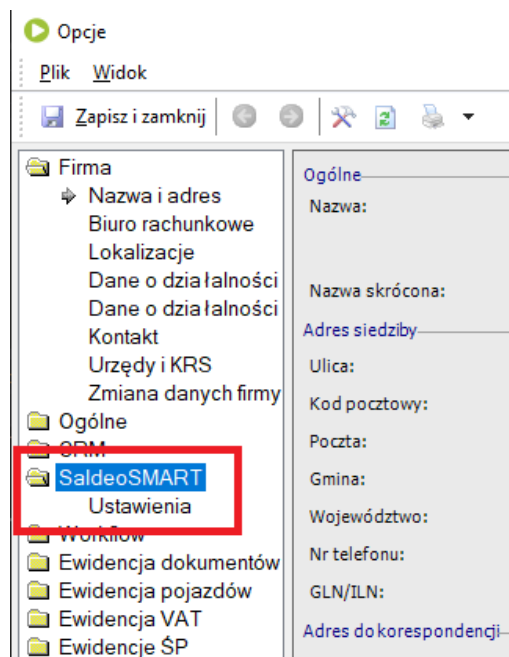 Opcje
Plik Widok
Zapisz i zamknij
Firma
Nazwa i adres
Biuro rachunkowe
Lokalizacje
Dane o działalności
Dane o działalności
Kontakt
Urzędy i KRS
Zmiana danych firmy
Ogólne
CRM
SaldeoSMART
Ustawienia
Workflow
Ewidencja dokumentów
Ewidencja pojazdów
Ewidencja VAT
Ewidencje ŚP
Ogólne
Nazwa:
Nazwa skrócona:
Adres siedziby
Ulica:
Kod pocztowy:
Poczta:
Gmina:
Województwo:
Nr telefonu:
GLN/ILN:
Adres do korespondencji